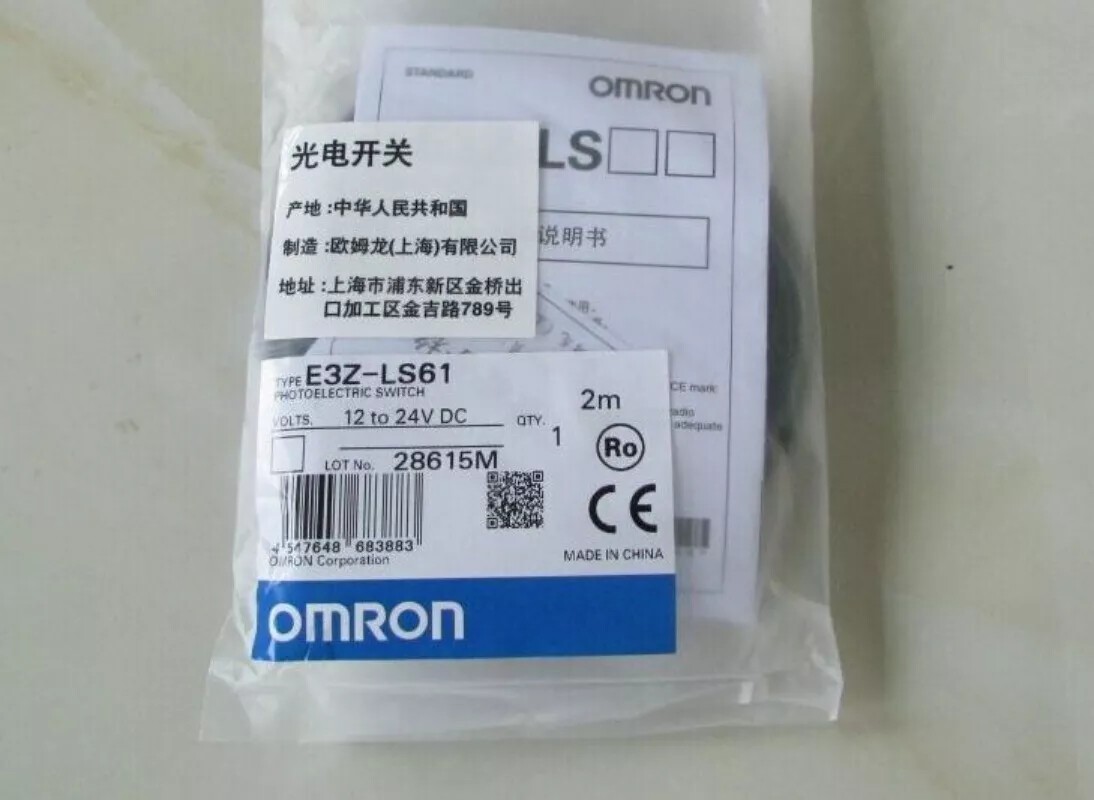 STANDARD
OMRON
LS□□
说明书
光电开关
产地:中华人民共和国
制造:欧姆龙(上海)有限公司
地址:上海市浦东新区金桥出
口加工区金吉路789号
CE mark:
radio
adequate
TYPE E3Z-LS61
PHOTOELECTRIC SWITCH
VOLTS. 12 to 24V DC
QTY. 1
2m
LOT No. 28615M
Ro
CE
4 547648 683883
OMRON Corporation
MADE IN CHINA
OMRON